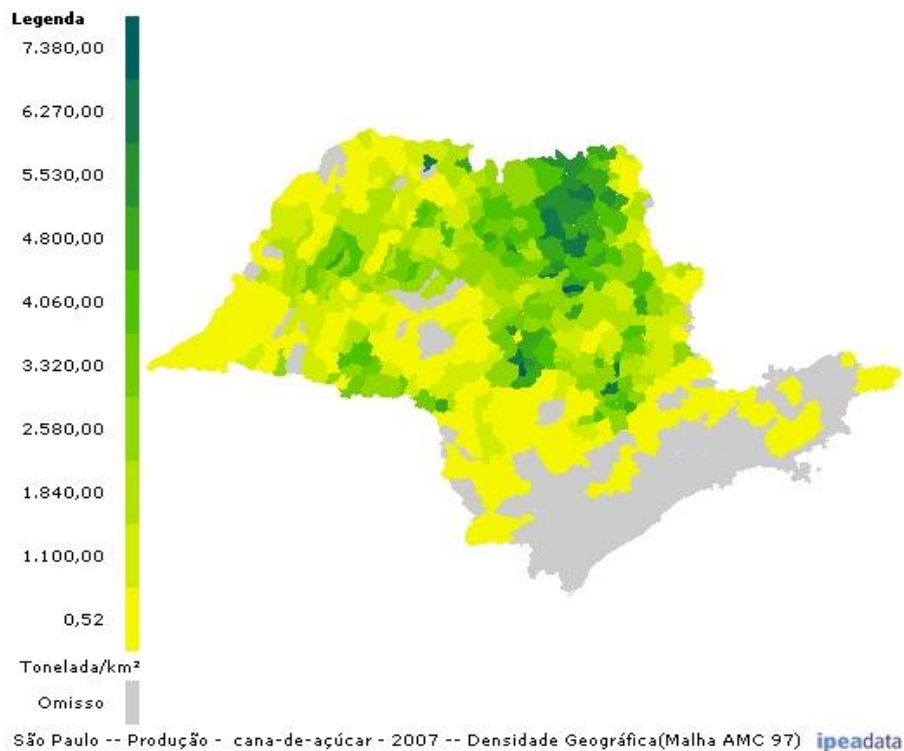 Legenda
7.380,00
6.270,00
5.530,00
4.800,00
4.060,00
3.320,00
2.580,00
1.840,00
1.100,00
0,52
Tonelada/km²
Omisso
São Paulo -- Produção - cana-de-açúcar - 2007 -- Densidade Geográfica(Malha AMC 97) ipeadata